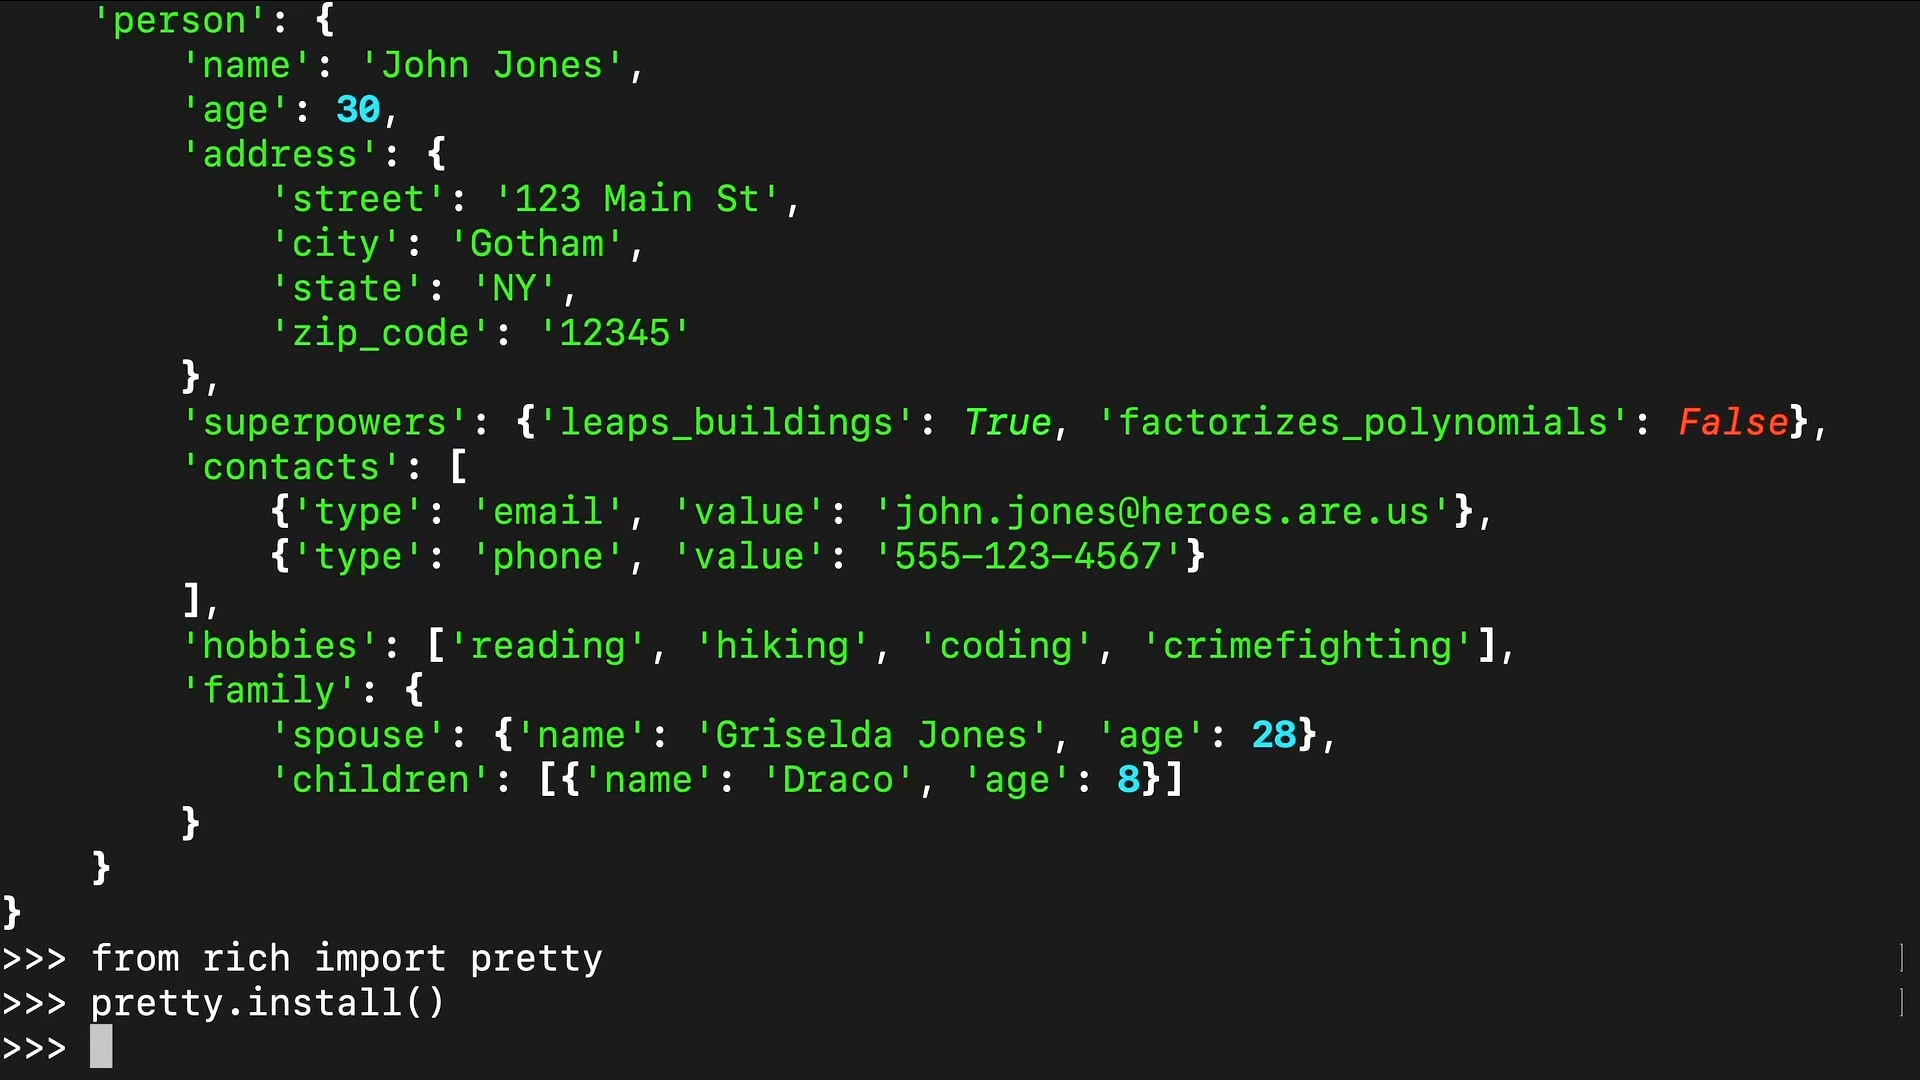 'person': {
'name': 'John Jones',
'age': 30,
'address': {
'street': '123 Main St',
'city': 'Gotham',
'state': 'NY',
'zip_code': '12345'
},
'superpowers': {'leaps_buildings': True, 'factorizes_polynomials': False},
'contacts': [
{'type': 'email', 'value': 'john.jones@heroes.are.us'},
{'type': 'phone', 'value': '555-123-4567'}
],
'hobbies': ['reading', 'hiking', 'coding', 'crimefighting'],
'family': {
'spouse': {'name': 'Griselda Jones', 'age': 28},
'children': [{'name': 'Draco', 'age': 8}]
}
}
}
>>> from rich import pretty ]
>>> pretty.install() ]
>>>